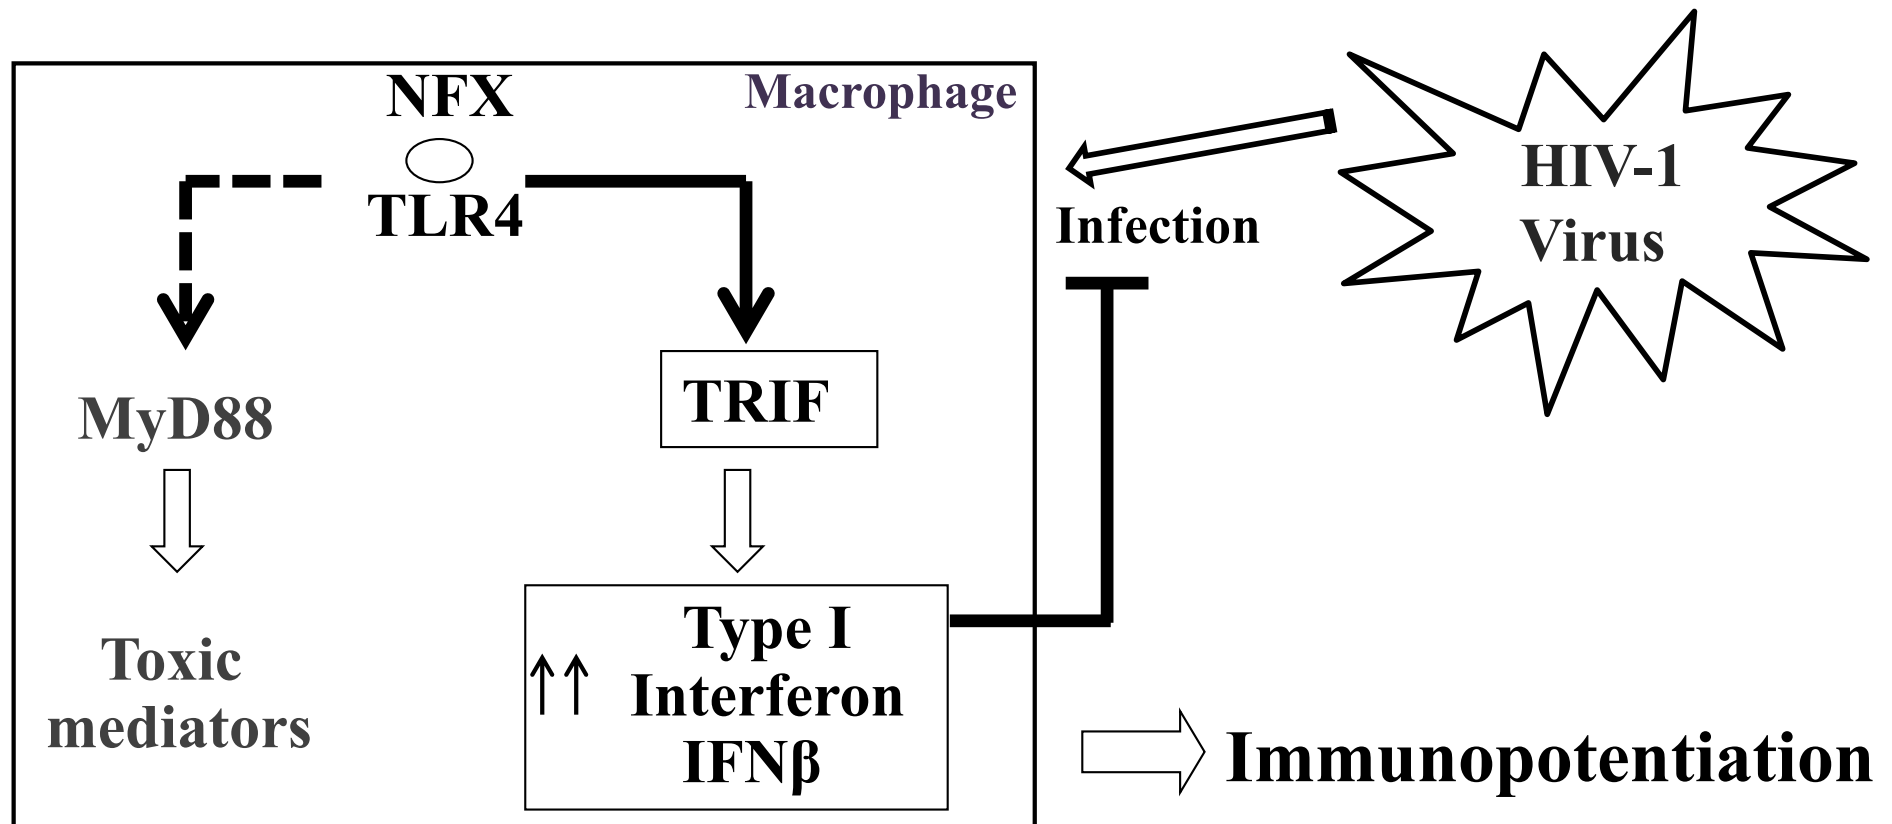 NFX
Macrophage
TLR4
HIV-1
Virus
Infection
MyD88
TRIF
Toxic
mediators
Type I
Interferon
IFNβ
Immunopotentiation